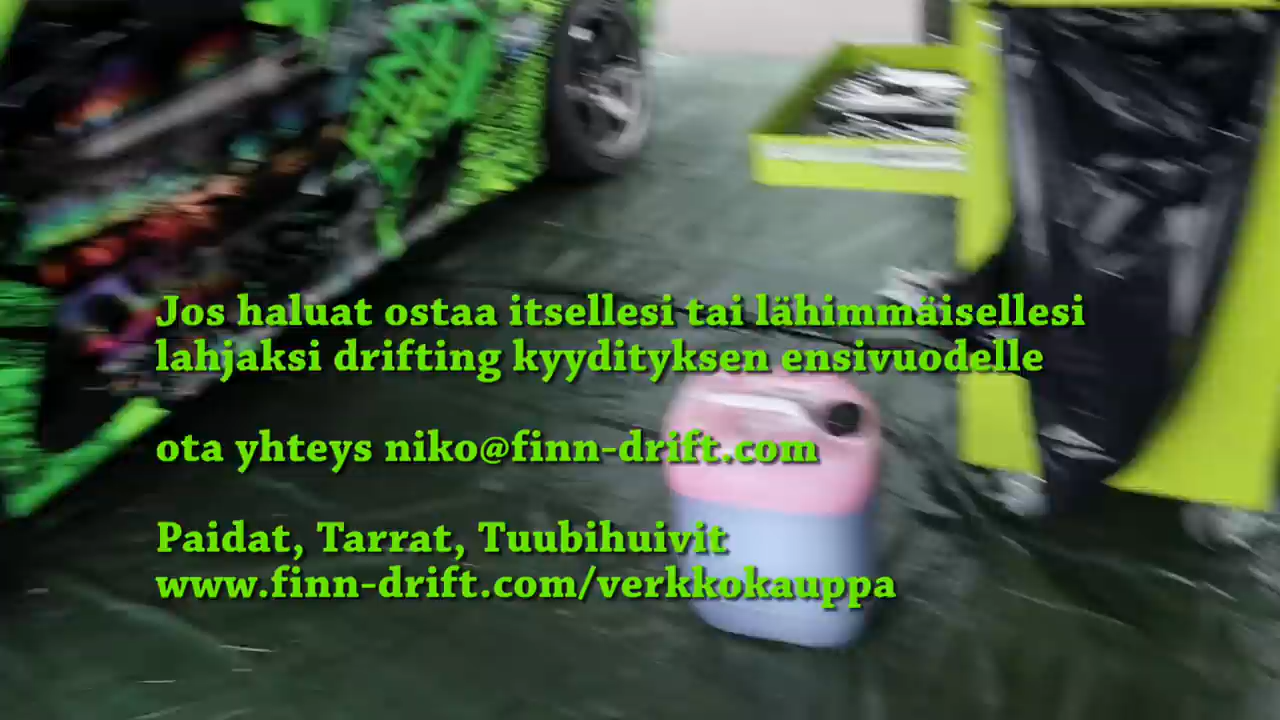 Jos haluat ostaa itsellesi tai lähimmäisellesi
lahjaksi drifting kyydityksen ensivuodelle
ota yhteys niko@finn-drift.com
Paidat, Tarrat, Tuubihuivit
www.finn-drift.com/verkkokauppa